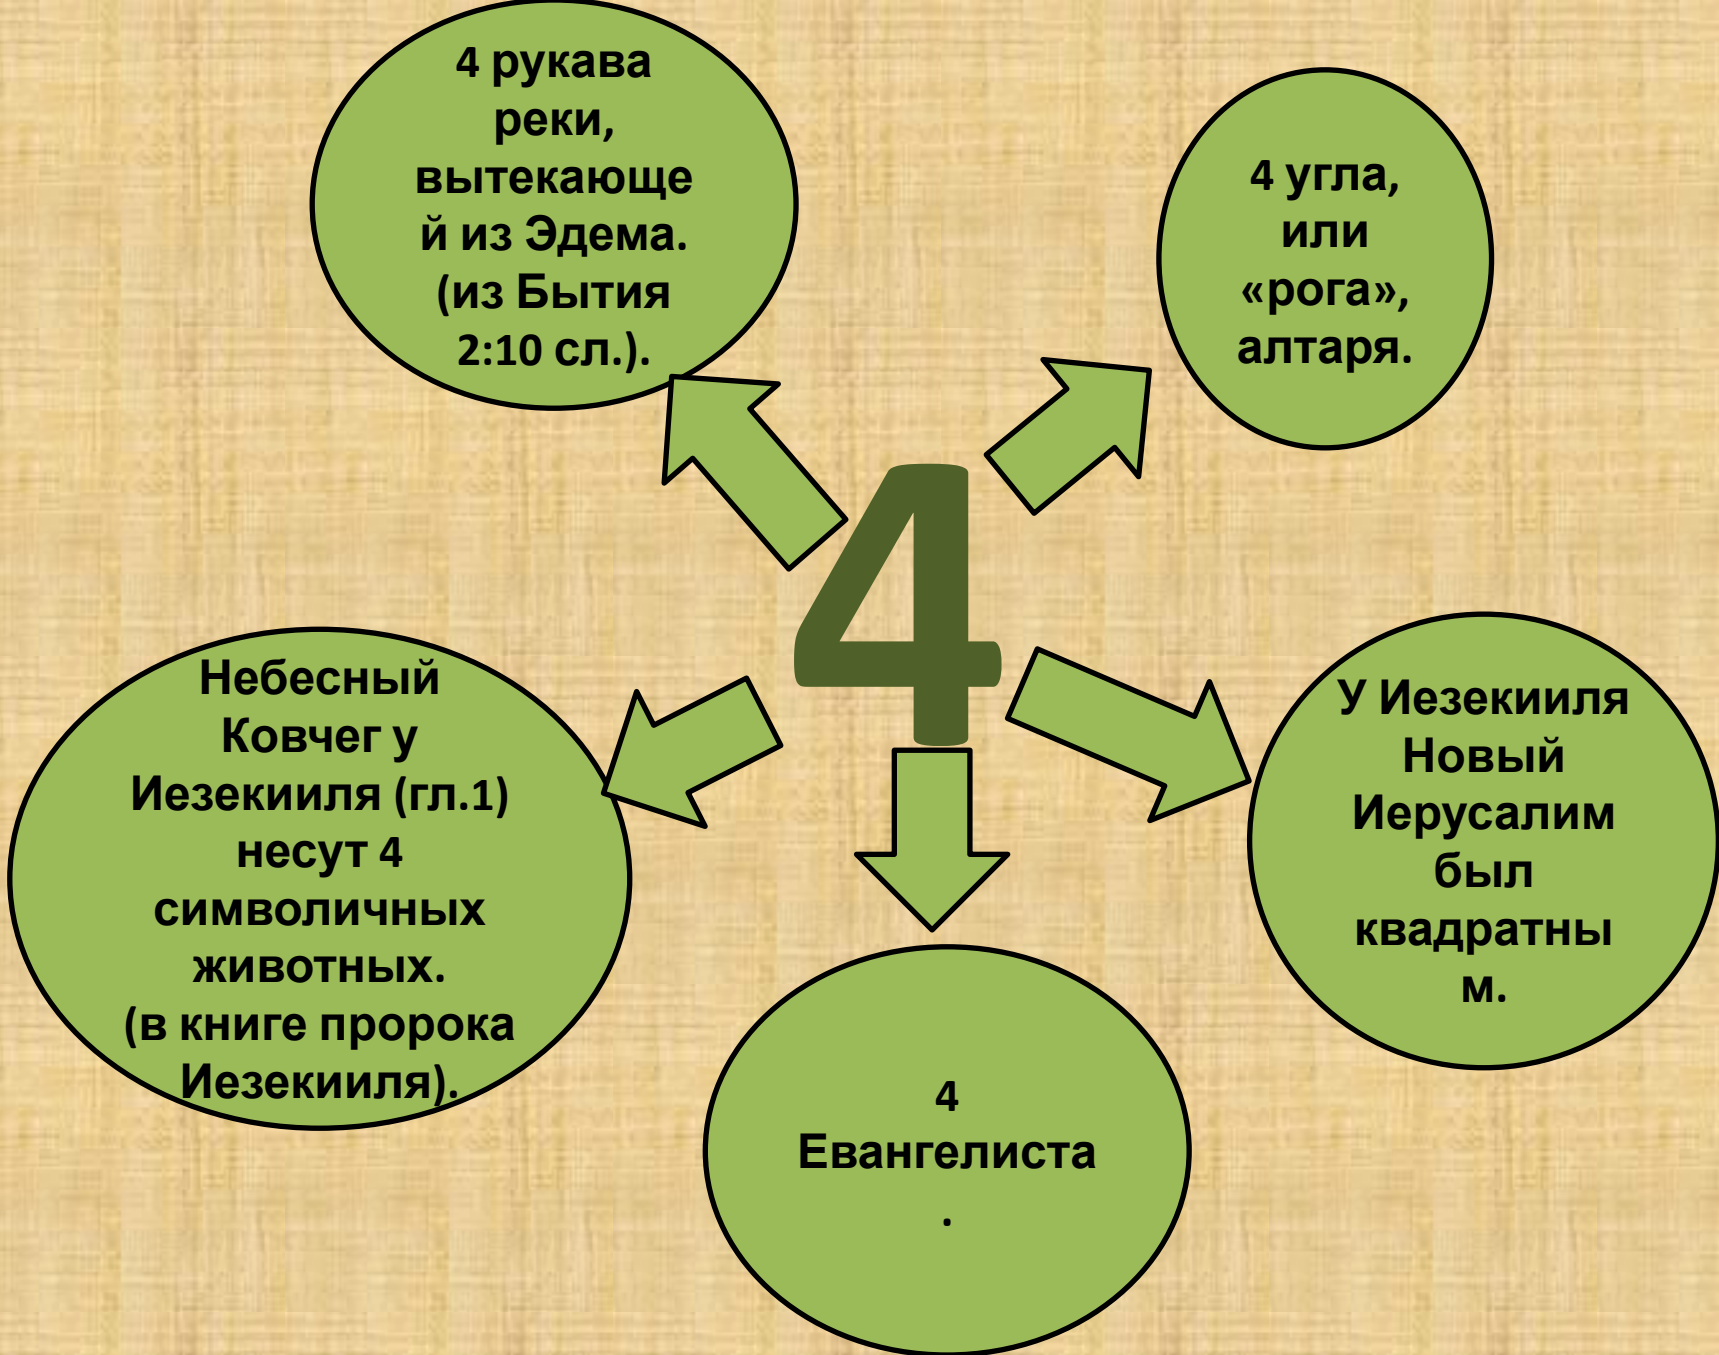 4 рукава
реки,
вытекающе
й из Эдема.
(из Бытия
2:10 сл.).
4 угла,
или
«рога»,
алтаря.
4
Небесный
Ковчег у
Иезекииля (гл.1)
несут 4
символичных
животных.
(в книге пророка
Иезекииля).
У Иезекииля
Новый
Иерусалим
был
квадратны
м.
4
Евангелиста
.